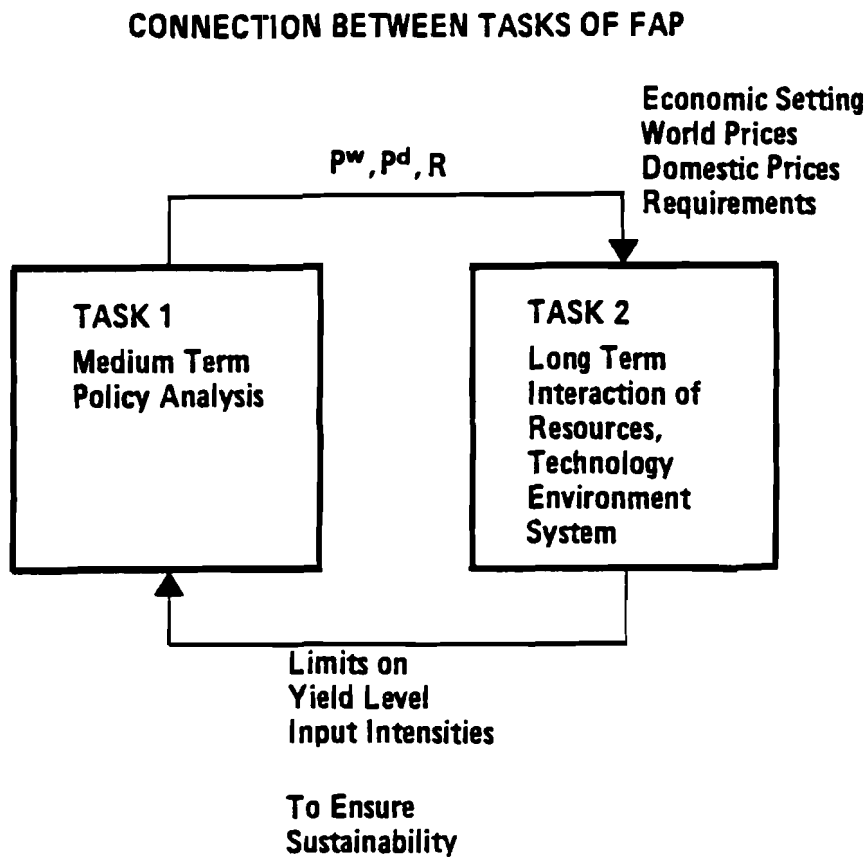 CONNECTION BETWEEN TASKS OF FAP
Economic Setting
World Prices
Domestic Prices
Requirements
Pʷ, Pᵈ, R
TASK 1
Medium Term
Policy Analysis
TASK 2
Long Term
Interaction of
Resources,
Technology
Environment
System
Limits on
Yield Level
Input Intensities
To Ensure
Sustainability